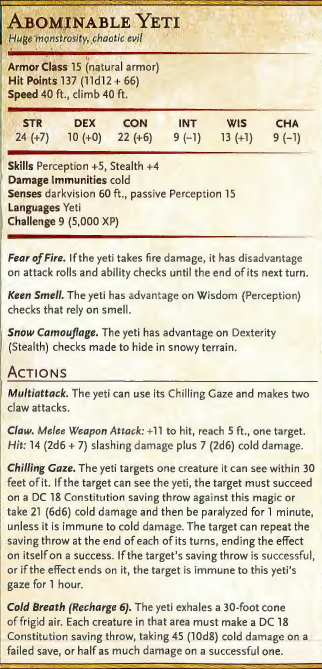 ABOMINABLE YETI
Huge monstrosity, chaotic evil
Armor Class 15 (natural armor)
Hit Points 137 (11d12 + 66)
Speed 40 ft., climb 40 ft.
STR DEX CON INT WIS CHA
24 (+7) 10 (+0) 22 (+6) 9 (−1) 13 (+1) 9 (−1)
Skills Perception +5, Stealth +4
Damage Immunities cold
Senses darkvision 60 ft., passive Perception 15
Languages Yeti
Challenge 9 (5,000 XP)
Fear of Fire. If the yeti takes fire damage, it has disadvantage
on attack rolls and ability checks until the end of its next turn.
Keen Smell. The yeti has advantage on Wisdom (Perception)
checks that rely on smell.
Snow Camouflage. The yeti has advantage on Dexterity
(Stealth) checks made to hide in snowy terrain.
ACTIONS
Multiattack. The yeti can use its Chilling Gaze and makes two
claw attacks.
Claw. Melee Weapon Attack: +11 to hit, reach 5 ft., one target.
Hit: 14 (2d6 + 7) slashing damage plus 7 (2d6) cold damage.
Chilling Gaze. The yeti targets one creature it can see within 30
feet of it. If the target can see the yeti, the target must succeed
on a DC 18 Constitution saving throw against this magic or
take 21 (6d6) cold damage and then be paralyzed for 1 minute,
unless it is immune to cold damage. The target can repeat the
saving throw at the end of each of its turns, ending the effect
on itself on a success. If the target's saving throw is successful,
or if the effect ends on it, the target is immune to this yeti's
gaze for 1 hour.
Cold Breath (Recharge 6). The yeti exhales a 30-foot cone
of frigid air. Each creature in that area must make a DC 18
Constitution saving throw, taking 45 (10d8) cold damage on a
failed save, or half as much damage on a successful one.